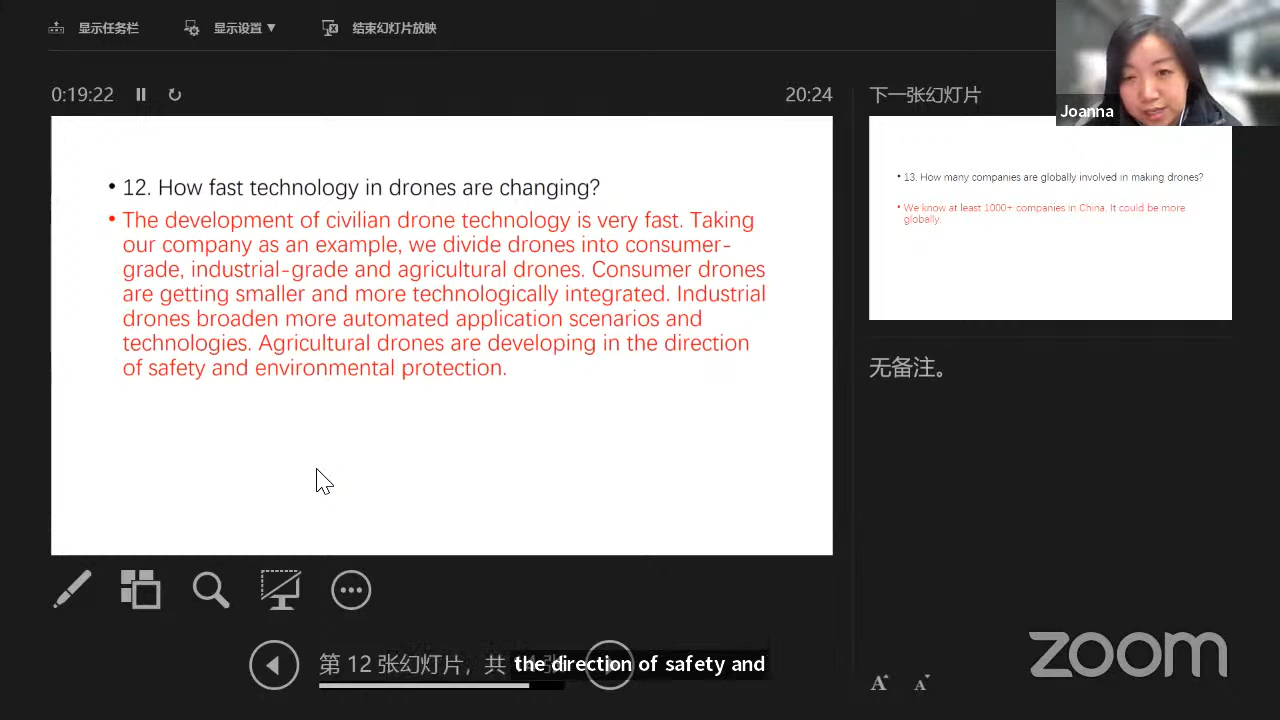 显示任务栏 显示设置 ▼ 结束幻灯片放映
0:19:22 20:24 下一张幻灯片
Joanna
• 12. How fast technology in drones are changing?
• The development of civilian drone technology is very fast. Taking
our company as an example, we divide drones into consumer-
grade, industrial-grade and agricultural drones. Consumer drones
are getting smaller and more technologically integrated. Industrial
drones broaden more automated application scenarios and
technologies. Agricultural drones are developing in the direction
of safety and environmental protection.
• 13. How many companies are globally involved in making drones?
• We know at least 1000+ companies in China. It could be more
globally.
无备注。
第 12 张幻灯片，共
the direction of safety and
zoom
A A